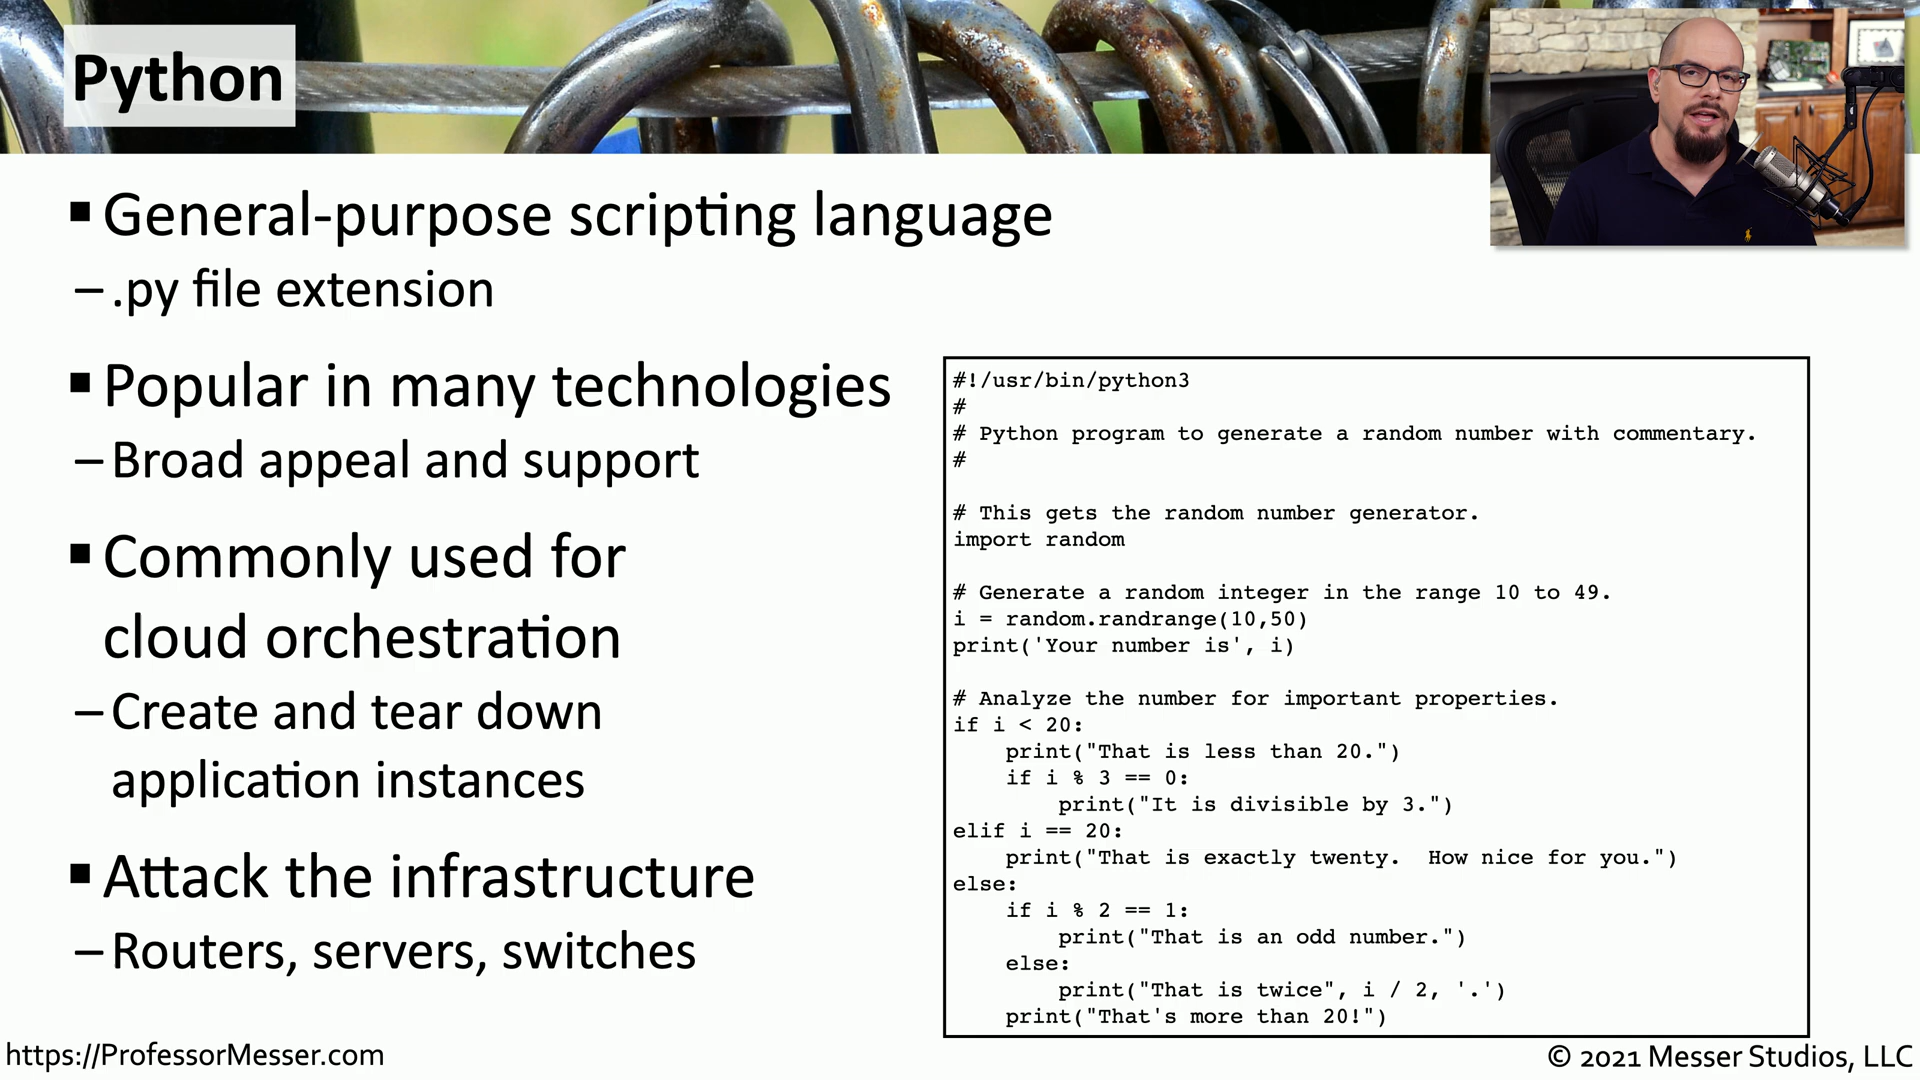 Python
▪ General-purpose scripting language
– .py file extension
▪ Popular in many technologies
– Broad appeal and support
▪ Commonly used for
cloud orchestration
– Create and tear down
application instances
▪ Attack the infrastructure
– Routers, servers, switches
#!/usr/bin/python3
#
# Python program to generate a random number with commentary.
#
# This gets the random number generator.
import random
# Generate a random integer in the range 10 to 49.
i = random.randrange(10,50)
print('Your number is', i)
# Analyze the number for important properties.
if i < 20:
    print("That is less than 20.")
    if i % 3 == 0:
        print("It is divisible by 3.")
elif i == 20:
    print("That is exactly twenty.  How nice for you.")
else:
    if i % 2 == 1:
        print("That is an odd number.")
    else:
        print("That is twice", i / 2, '.')
    print("That's more than 20!")
https://ProfessorMesser.com
© 2021 Messer Studios, LLC